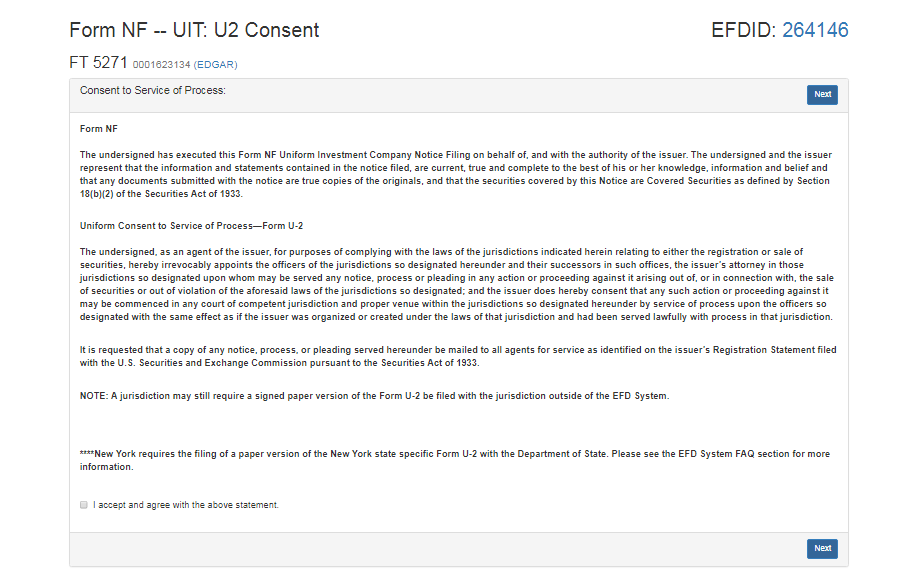 Form NF -- UIT: U2 Consent
EFDID: 264146
FT 5271 0001623134 (EDGAR)
Consent to Service of Process:
Next
Form NF
The undersigned has executed this Form NF Uniform Investment Company Notice Filing on behalf of, and with the authority of the issuer. The undersigned and the issuer
represent that the information and statements contained in the notice filed, are current, true and complete to the best of his or her knowledge, information and belief and
that any documents submitted with the notice are true copies of the originals, and that the securities covered by this Notice are Covered Securities as defined by Section
18(b)(2) of the Securities Act of 1933.
Uniform Consent to Service of Process—Form U-2
The undersigned, as an agent of the issuer, for purposes of complying with the laws of the jurisdictions indicated herein relating to either the registration or sale of
securities, hereby irrevocably appoints the officers of the jurisdictions so designated hereunder and their successors in such offices, the issuer's attorney in those
jurisdictions so designated upon whom may be served any notice, process or pleading in any action or proceeding against it arising out of, or in connection with, the sale
of securities or out of violation of the aforesaid laws of the jurisdictions so designated; and the issuer does hereby consent that any such action or proceeding against it
may be commenced in any court of competent jurisdiction and proper venue within the jurisdictions so designated hereunder by service of process upon the officers so
designated with the same effect as if the issuer was organized or created under the laws of that jurisdiction and had been served lawfully with process in that jurisdiction.
It is requested that a copy of any notice, process, or pleading served hereunder be mailed to all agents for service as identified on the issuer's Registration Statement filed
with the U.S. Securities and Exchange Commission pursuant to the Securities Act of 1933.
NOTE: A jurisdiction may still require a signed paper version of the Form U-2 be filed with the jurisdiction outside of the EFD System.
****New York requires the filing of a paper version of the New York state specific Form U-2 with the Department of State. Please see the EFD System FAQ section for more
information.
I accept and agree with the above statement.
Next